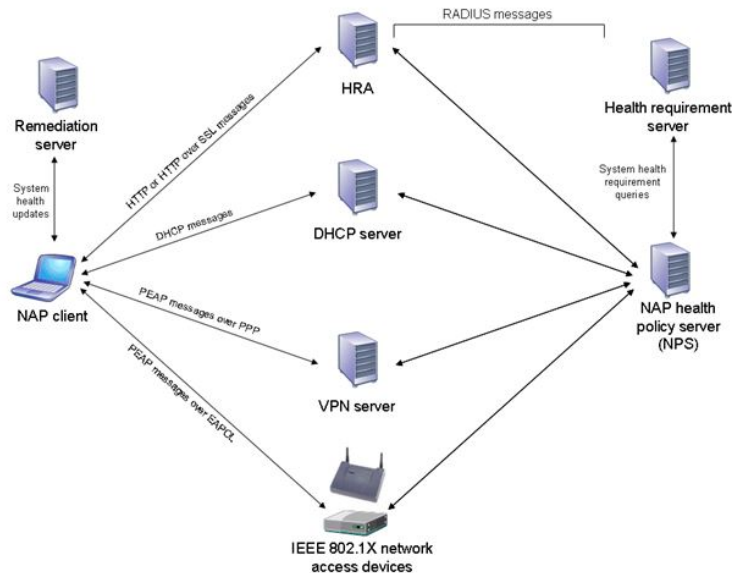 RADIUS messages
HRA
Remediation
server
Health requirement
server
HTTP or HTTP over SSL messages
System
health
updates
System health
requirement
queries
DHCP messages
DHCP server
NAP client
PEAP messages over PPP
NAP health
policy server
(NPS)
PEAP messages over EAPOL
VPN server
IEEE 802.1X network
access devices